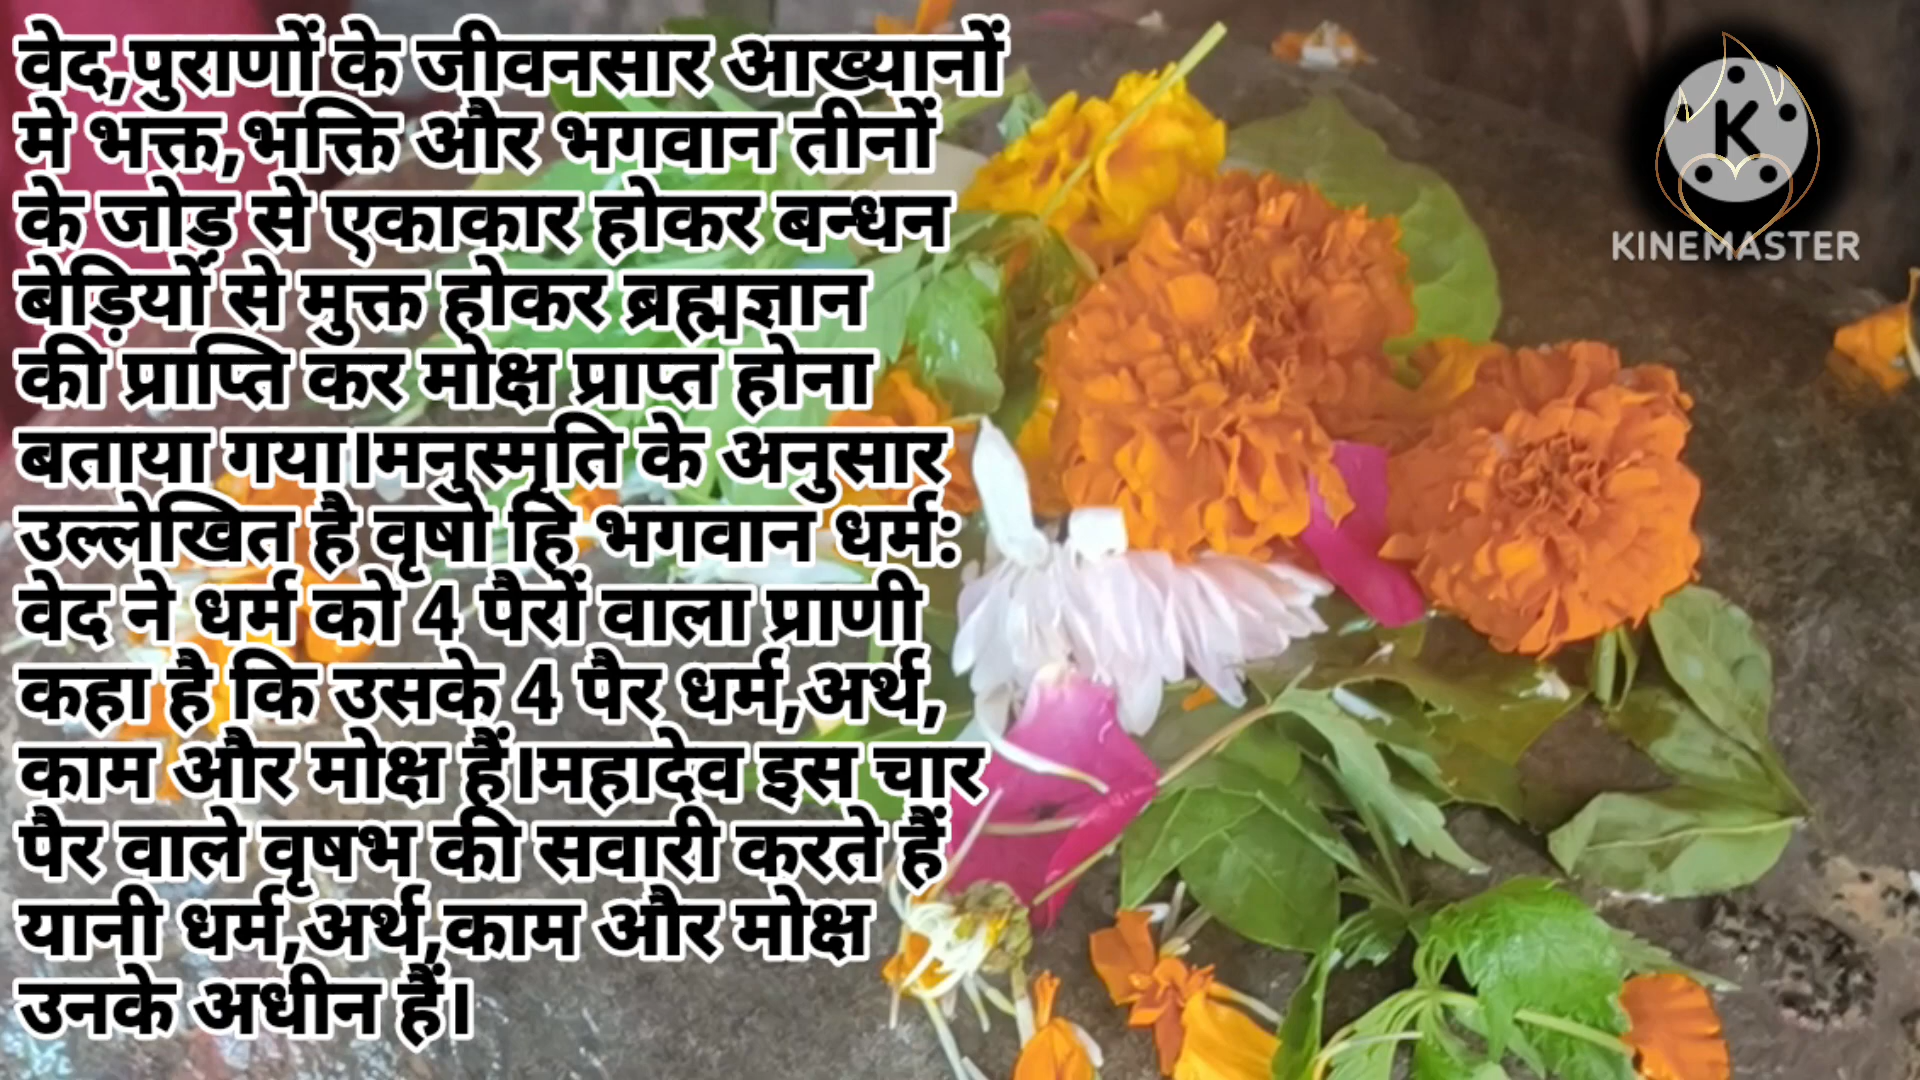 वेद,पुराणों के जीवनसार आख्यानों
मे भक्त,भक्ति और भगवान तीनों
के जोड़ से एकाकार होकर बन्धन
बेड़ियों से मुक्त होकर ब्रह्मज्ञान
की प्राप्ति कर मोक्ष प्राप्त होना
बताया गया।मनुस्मृति के अनुसार
उल्लेखित है वृषो हि भगवान धर्म:
वेद ने धर्म को 4 पैरों वाला प्राणी
कहा है कि उसके 4 पैर धर्म,अर्थ,
काम और मोक्ष हैं।महादेव इस चार
पैर वाले वृषभ की सवारी करते हैं
यानी धर्म,अर्थ,काम और मोक्ष
उनके अधीन हैं।
K
KINEMASTER